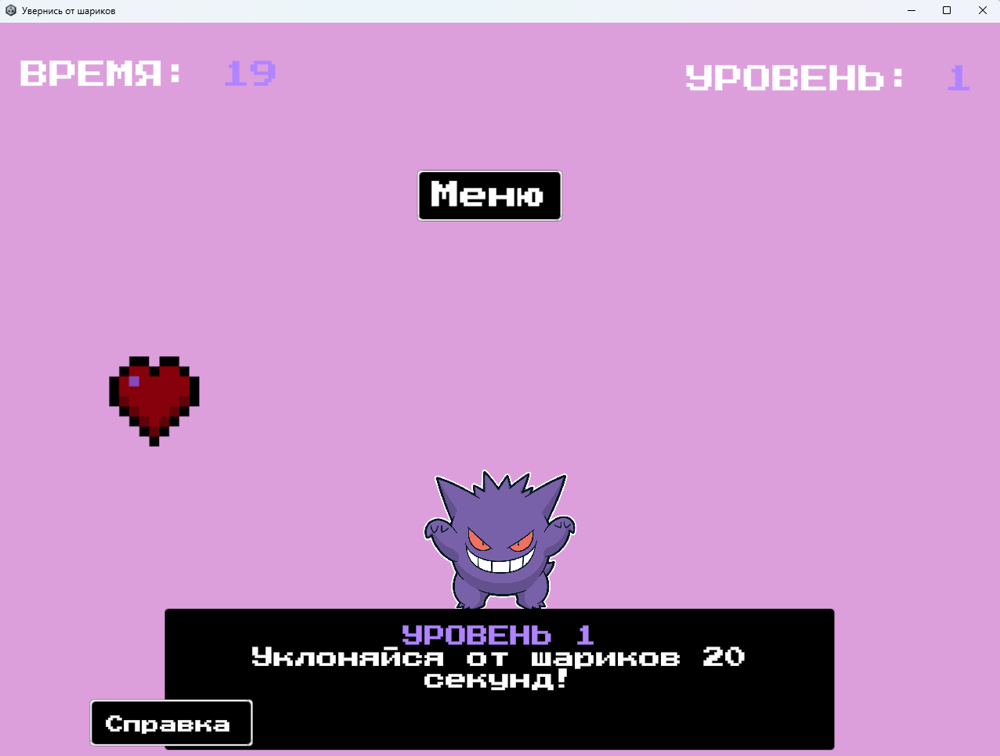 Увернись от шариков
ВРЕМЯ: 19
УРОВЕНЬ: 1
Меню
УРОВЕНЬ 1
Уклоняйся от шариков 20
секунд!
Справка